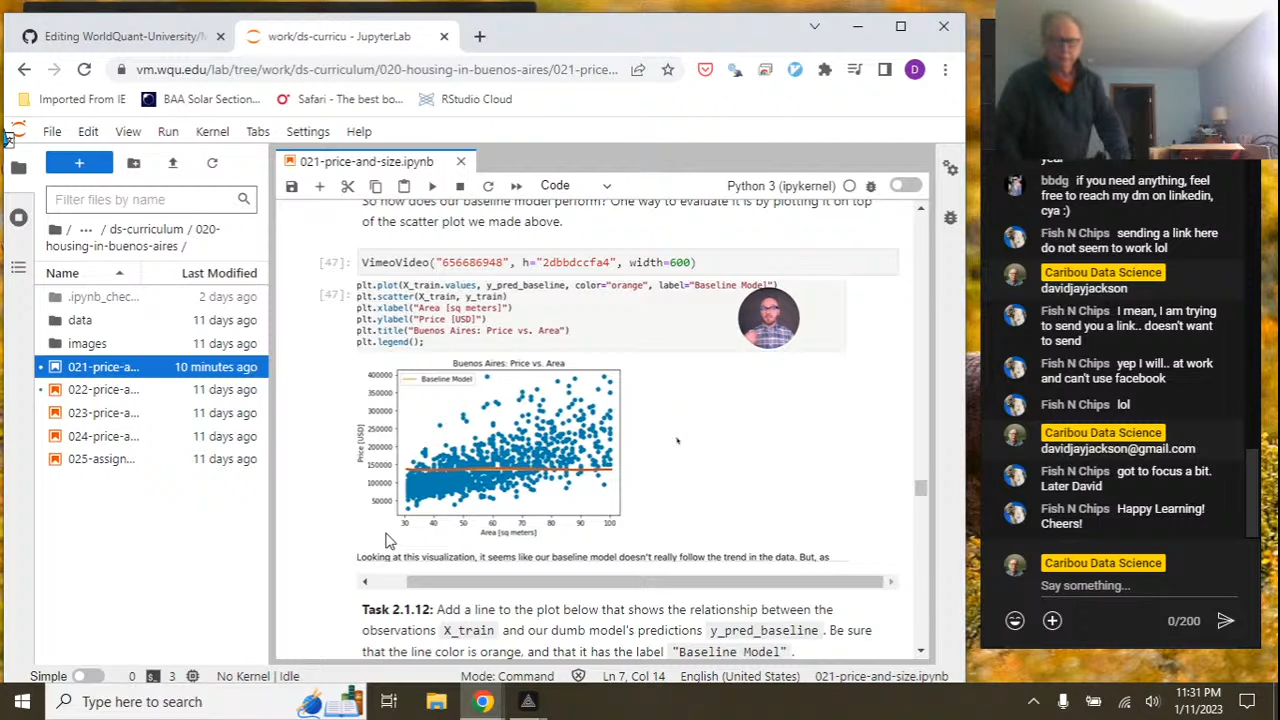 Editing WorldQuant-University/
work/ds-curricu - JupyterLab
vm.wqu.edu/lab/tree/work/ds-curriculum/020-housing-in-buenos-aires/021-pric...
D
Imported From IE
BAA Solar Section...
Safari - The best bo...
RStudio Cloud
File
Edit
View
Run
Kernel
Tabs
Settings
Help
021-price-and-size.ipynb
Filter files by name
Code
Python 3 (ipykernel)
/ ... / ds-curriculum / 020-
housing-in-buenos-aires /
Name
Last Modified
.ipynb_chec...
2 days ago
data
11 days ago
images
11 days ago
021-price-a...
10 minutes ago
022-price-a...
11 days ago
023-price-a...
11 days ago
024-price-a...
11 days ago
025-assign...
11 days ago
So how does our baseline model perform? One way to evaluate it is by plotting it on top
of the scatter plot we made above.
[47]:
VimeoVideo("656686948", h="2dbbdccfa4", width=600)
[47]:
plt.plot(X_train.values, y_pred_baseline, color="orange", label="Baseline Model")
plt.scatter(X_train, y_train)
plt.xlabel("Area [sq meters]")
plt.ylabel("Price [USD]")
plt.title("Buenos Aires: Price vs. Area")
plt.legend();
Buenos Aires: Price vs. Area
Baseline Model
400000
350000
300000
250000
200000
150000
100000
50000
Price [USD]
30
40
50
60
70
80
90
100
Area [sq meters]
Looking at this visualization, it seems like our baseline model doesn't really follow the trend in the data. But, as
Task 2.1.12: Add a line to the plot below that shows the relationship between the
observations X_train and our dumb model's predictions y_pred_baseline. Be sure
that the line color is orange, and that it has the label "Baseline Model".
Simple
0
3
No Kernel | Idle
Mode: Command
Ln 7, Col 14
English (United States)
021-price-and-size.ipynb
bbdg if you need anything, feel
free to reach my dm on linkedin,
cya :)
Fish N Chips sending a link here
do not seem to work lol
Caribou Data Science
davidjayjackson
Fish N Chips I mean, I am trying
to send you a link.. doesn't want
to send
Fish N Chips yep I will.. at work
and can't use facebook
Fish N Chips lol
Caribou Data Science
davidjayjackson@gmail.com
Fish N Chips got to focus a bit.
Later David
Fish N Chips Happy Learning!
Cheers!
Caribou Data Science
Say something...
0/200
Type here to search
11:31 PM
1/11/2023